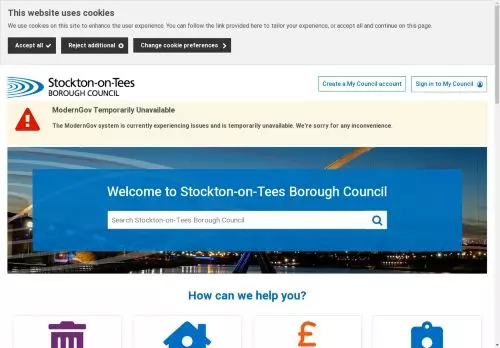 This website uses cookies
We use cookies on this site to enhance the user experience. You can follow the link provided here to tailor your experience, or accept all and continue on this page.
Accept all
Reject additional
Change cookie preferences
Stockton-on-Tees
BOROUGH COUNCIL
Create a My Council account
Sign in to My Council
ModernGov Temporarily Unavailable
The ModernGov system is currently experiencing issues and is temporarily unavailable. We're sorry for any inconvenience.
Welcome to Stockton-on-Tees Borough Council
Search Stockton-on-Tees Borough Council
How can we help you?
£